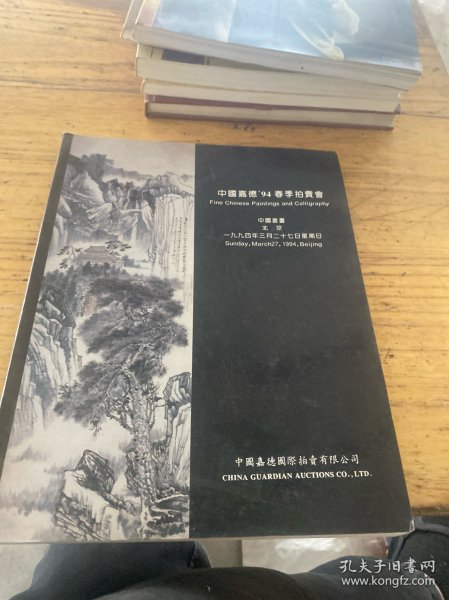 中國嘉德'94春季拍賣會
Fine Chinese Paintings and Calligraphy
中國書畫
北京
一九九四年三月二十七日星期日
Sunday, March27, 1994, Beijing
中國嘉德國際拍賣有限公司
CHINA GUARDIAN AUCTIONS CO., LTD.
孔夫子旧书网
www.kongfz.com